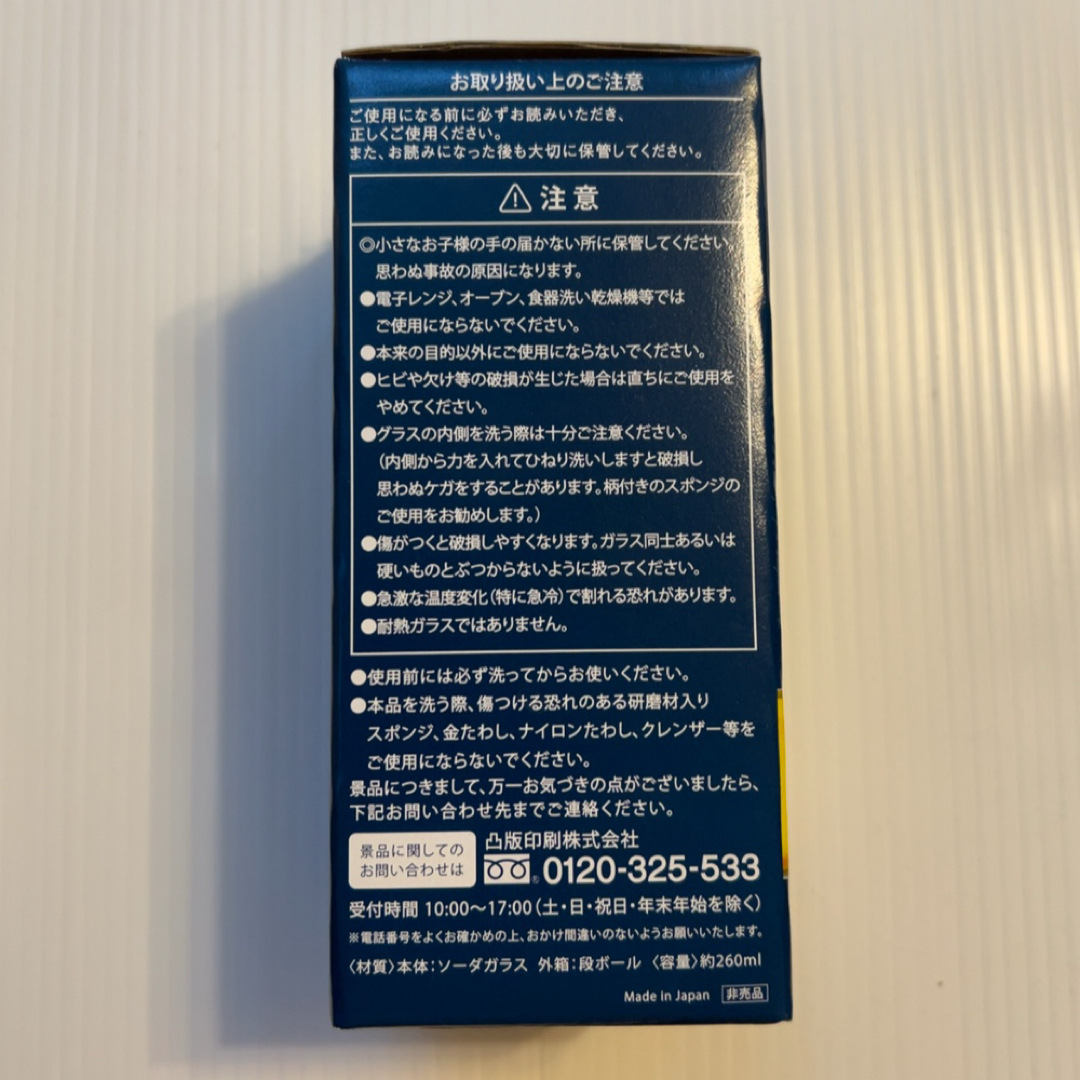 お取り扱い上のご注意
ご使用になる前に必ずお読みいただき、
正しくご使用ください。
また、お読みになった後も大切に保管してください。
⚠注意
◎小さなお子様の手の届かない所に保管してください。
思わぬ事故の原因になります。
●電子レンジ、オーブン、食器洗い乾燥機等では
ご使用にならないでください。
●本来の目的以外にご使用にならないでください。
●ヒビや欠け等の破損が生じた場合は直ちにご使用を
やめてください。
●グラスの内側を洗う際は十分ご注意ください。
（内側から力を入れてひねり洗いしますと破損し
思わぬケガをすることがあります。柄付きのスポンジの
ご使用をお勧めします。）
●傷がつくと破損しやすくなります。ガラス同士あるいは
硬いものとぶつからないように扱ってください。
●急激な温度変化（特に急冷）で割れる恐れがあります。
●耐熱ガラスではありません。
●使用前には必ず洗ってからお使いください。
●本品を洗う際、傷つける恐れのある研磨材入り
スポンジ、金たわし、ナイロンたわし、クレンザー等を
ご使用にならないでください。
景品につきまして、万一お気づきの点がございましたら、
下記お問い合わせ先までご連絡ください。
景品に関しての
お問い合わせは
凸版印刷株式会社
®0120-325-533
受付時間 10:00〜17:00（土・日・祝日・年末年始を除く）
※電話番号をよくお確かめの上、おかけ間違いのないようお願いいたします。
〈材質〉本体：ソーダガラス 外箱：段ボール 〈容量〉約260ml
Made in Japan 非売品